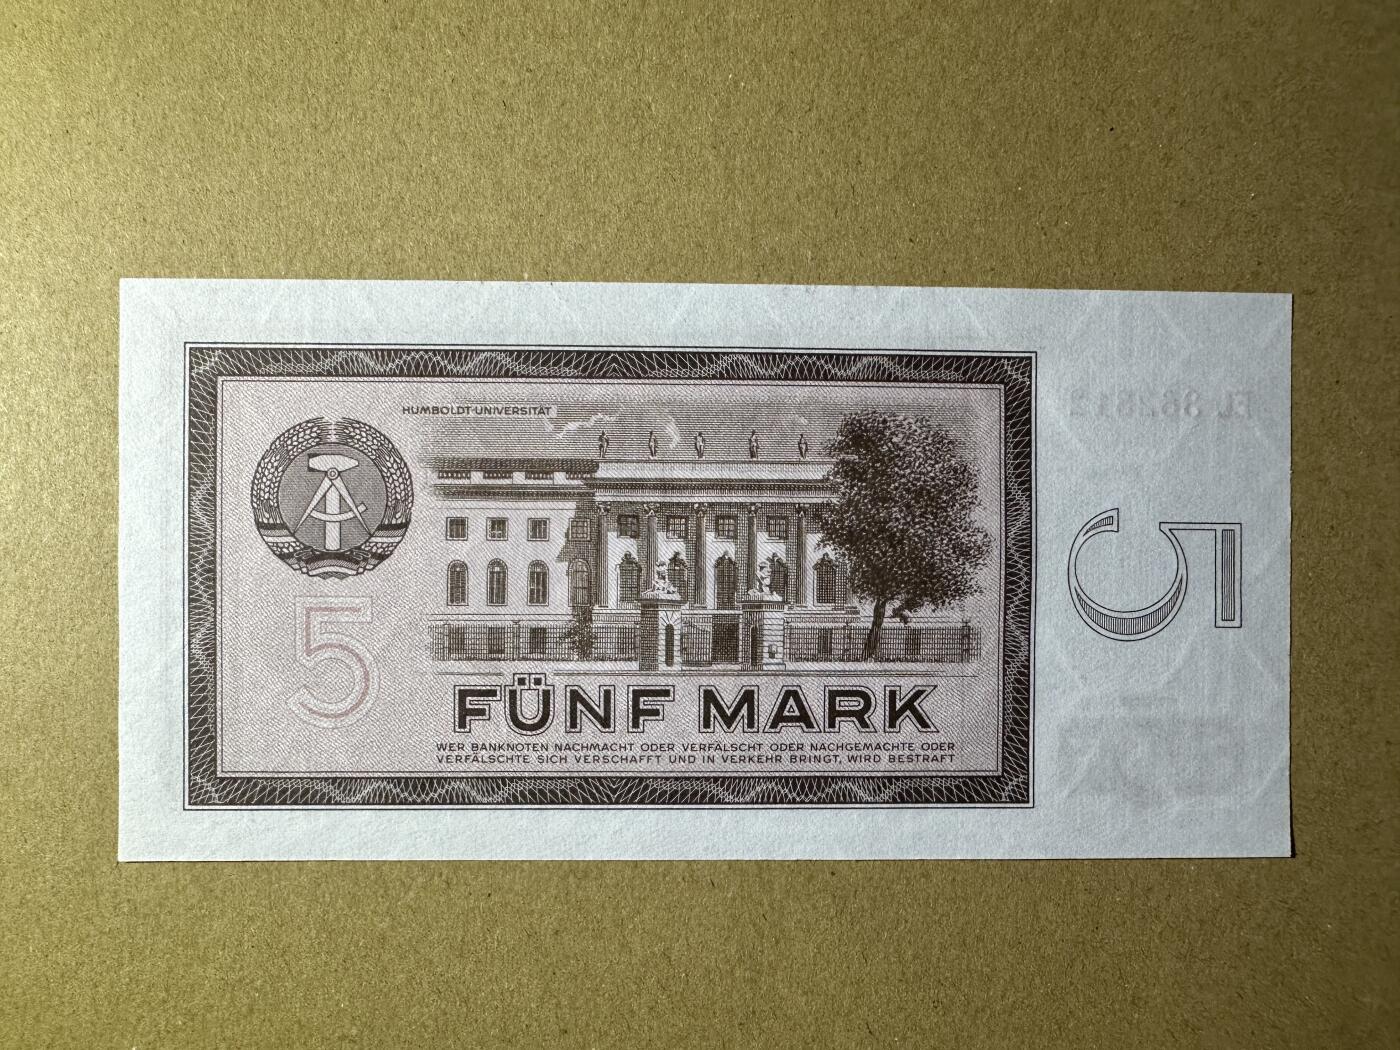 HUMBOLDT-UNIVERSITÄT
5
5
FÜNF MARK
WER BANKNOTEN NACHMACHT ODER VERFÄLSCHT ODER NACHGEMACHTE ODER
VERFÄLSCHTE SICH VERSCHAFFT UND IN VERKEHR BRINGT, WIRD BESTRAFT